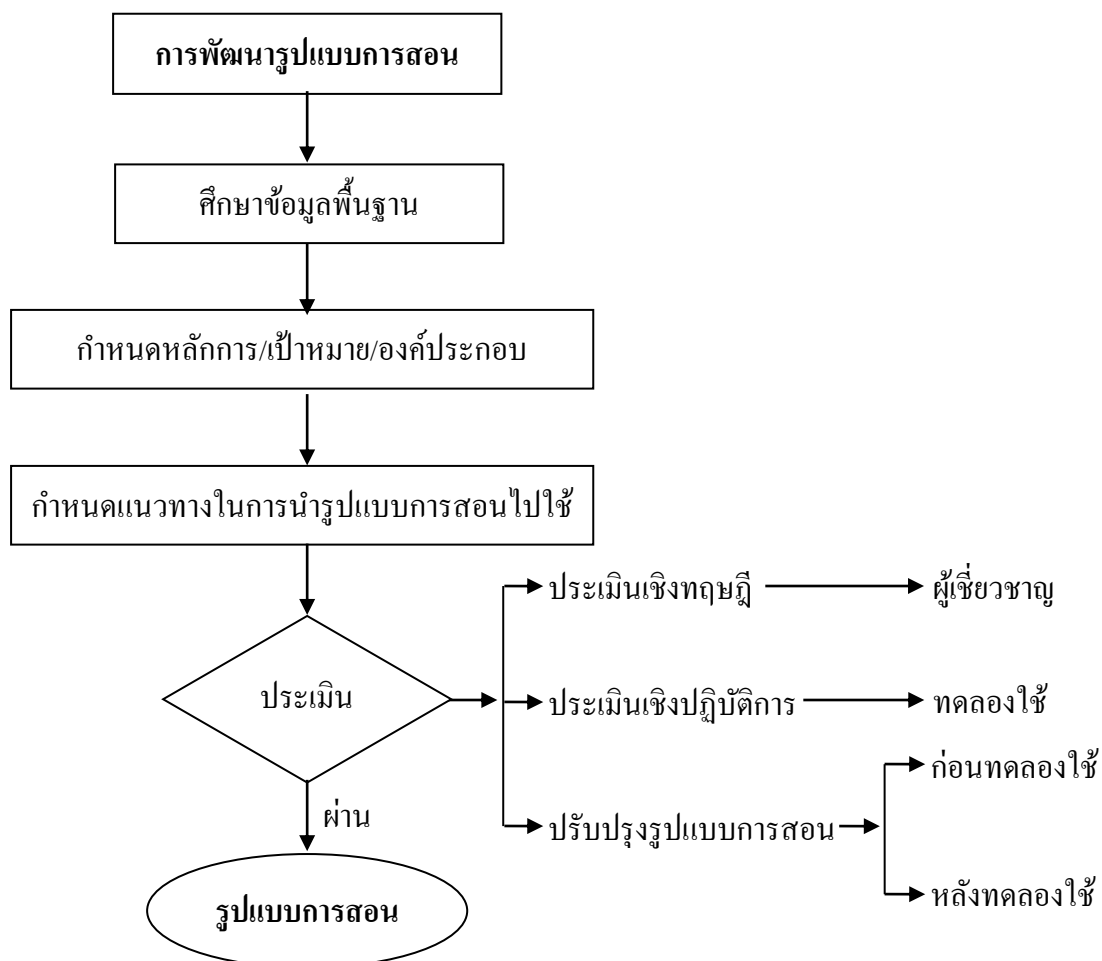 การพัฒนารูปแบบการสอน
ศึกษาข้อมูลพื้นฐาน
กำหนดหลักการ/เป้าหมาย/องค์ประกอบ
กำหนดแนวทางในการนำรูปแบบการสอนไปใช้
ประเมินเชิงทฤษฎี
ผู้เชี่ยวชาญ
ประเมิน
ประเมินเชิงปฏิบัติการ
ทดลองใช้
ก่อนทดลองใช้
ผ่าน
ปรับปรุงรูปแบบการสอน
หลังทดลองใช้
รูปแบบการสอน